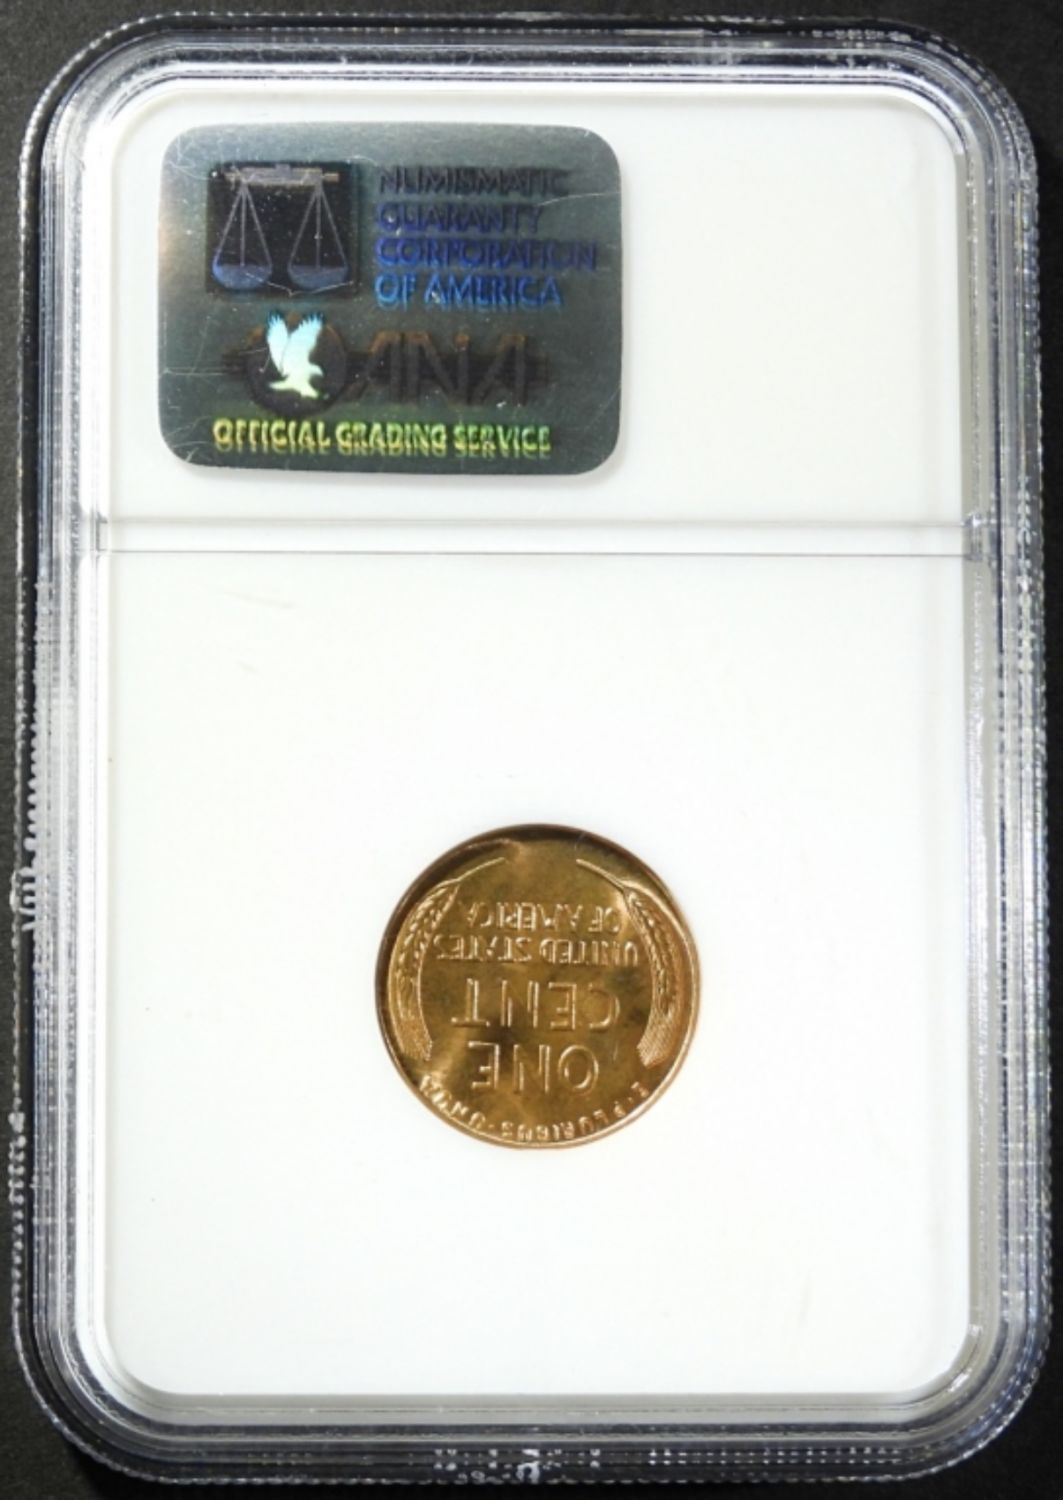 NUMISMATIC
GUARANTY
CORPORATION
OF AMERICA
ANA
OFFICIAL GRADING SERVICE
E·PLURIBUS·UNUM
ONE
CENT
UNITED STATES
OF AMERICA